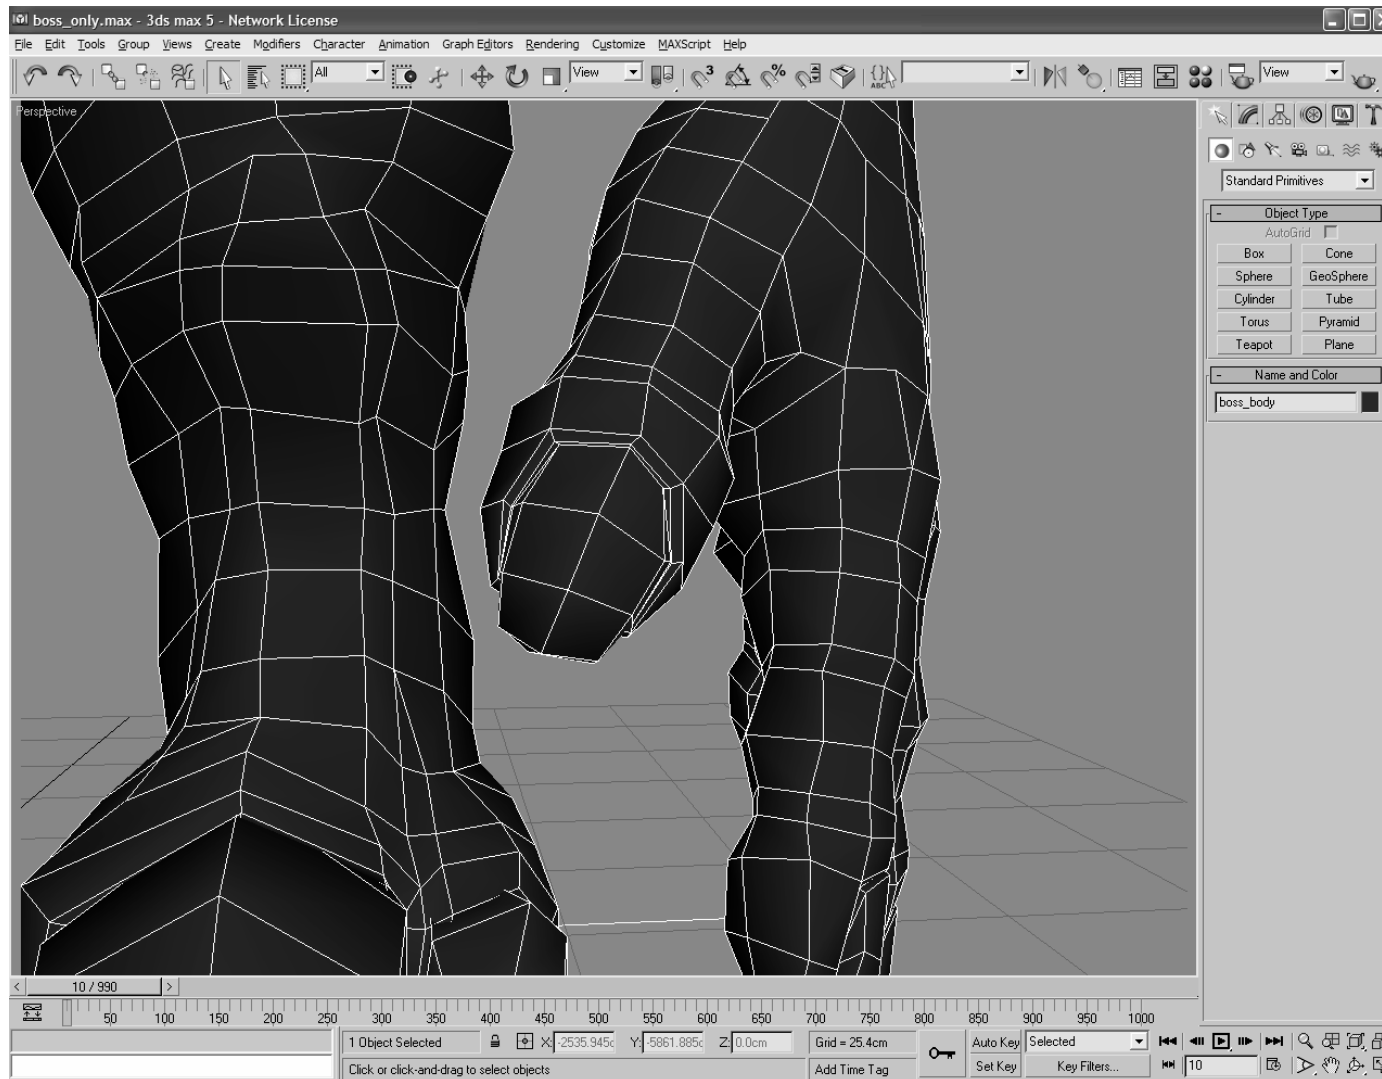 boss_only.max - 3ds max 5 - Network License
File Edit Tools Group Views Create Modifiers Character Animation Graph Editors Rendering Customize MAXScript Help
All View 3 % ABC View
Perspective
Standard Primitives
- Object Type
AutoGrid
Box Cone
Sphere GeoSphere
Cylinder Tube
Torus Pyramid
Teapot Plane
- Name and Color
boss_body
< 10 / 990 >
50 100 150 200 250 300 350 400 450 500 550 600 650 700 750 800 850 900 950 1000
1 Object Selected X: -2535.945c Y: -5861.885c Z: 0.0cm Grid = 25.4cm Auto Key Selected
Click or click-and-drag to select objects Add Time Tag Set Key Key Filters... 10